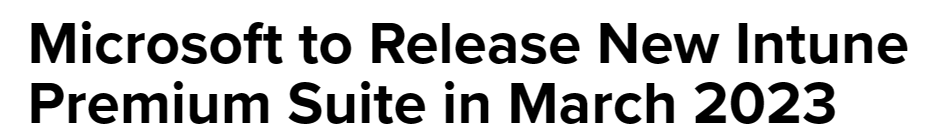 Microsoft to Release New Intune
Premium Suite in March 2023